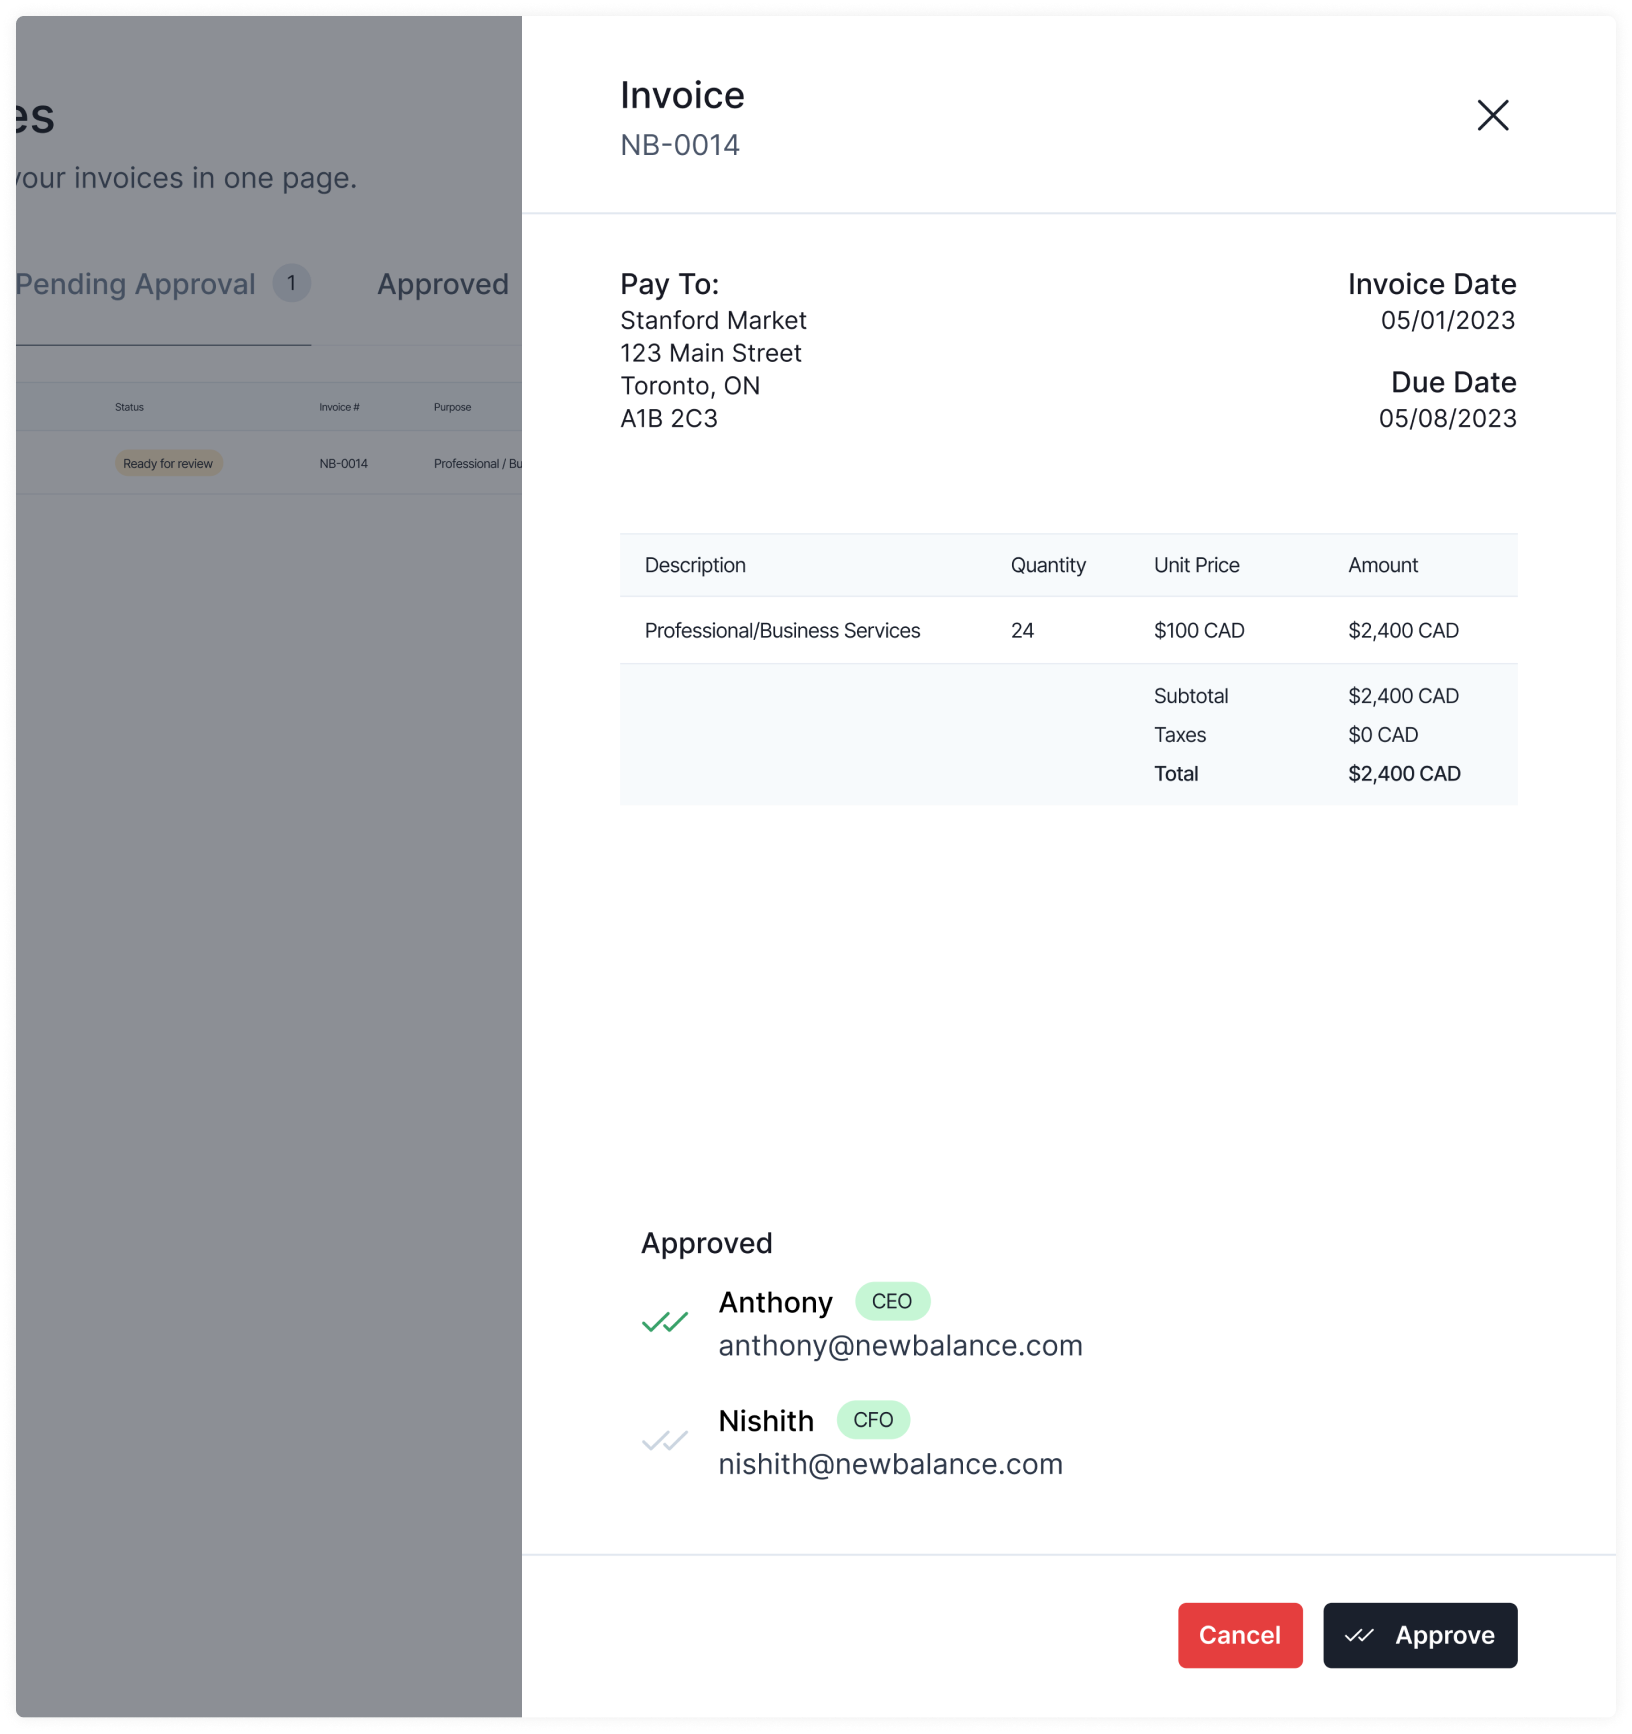 es
your invoices in one page.
Pending Approval 1 Approved
Status Invoice # Purpose
Ready for review NB-0014 Professional / Bu
Invoice
NB-0014
Pay To:
Stanford Market
123 Main Street
Toronto, ON
A1B 2C3
Invoice Date
05/01/2023
Due Date
05/08/2023
Description Quantity Unit Price Amount
Professional/Business Services 24 $100 CAD $2,400 CAD
Subtotal $2,400 CAD
Taxes $0 CAD
Total $2,400 CAD
Approved
Anthony CEO
anthony@newbalance.com
Nishith CFO
nishith@newbalance.com
Cancel Approve